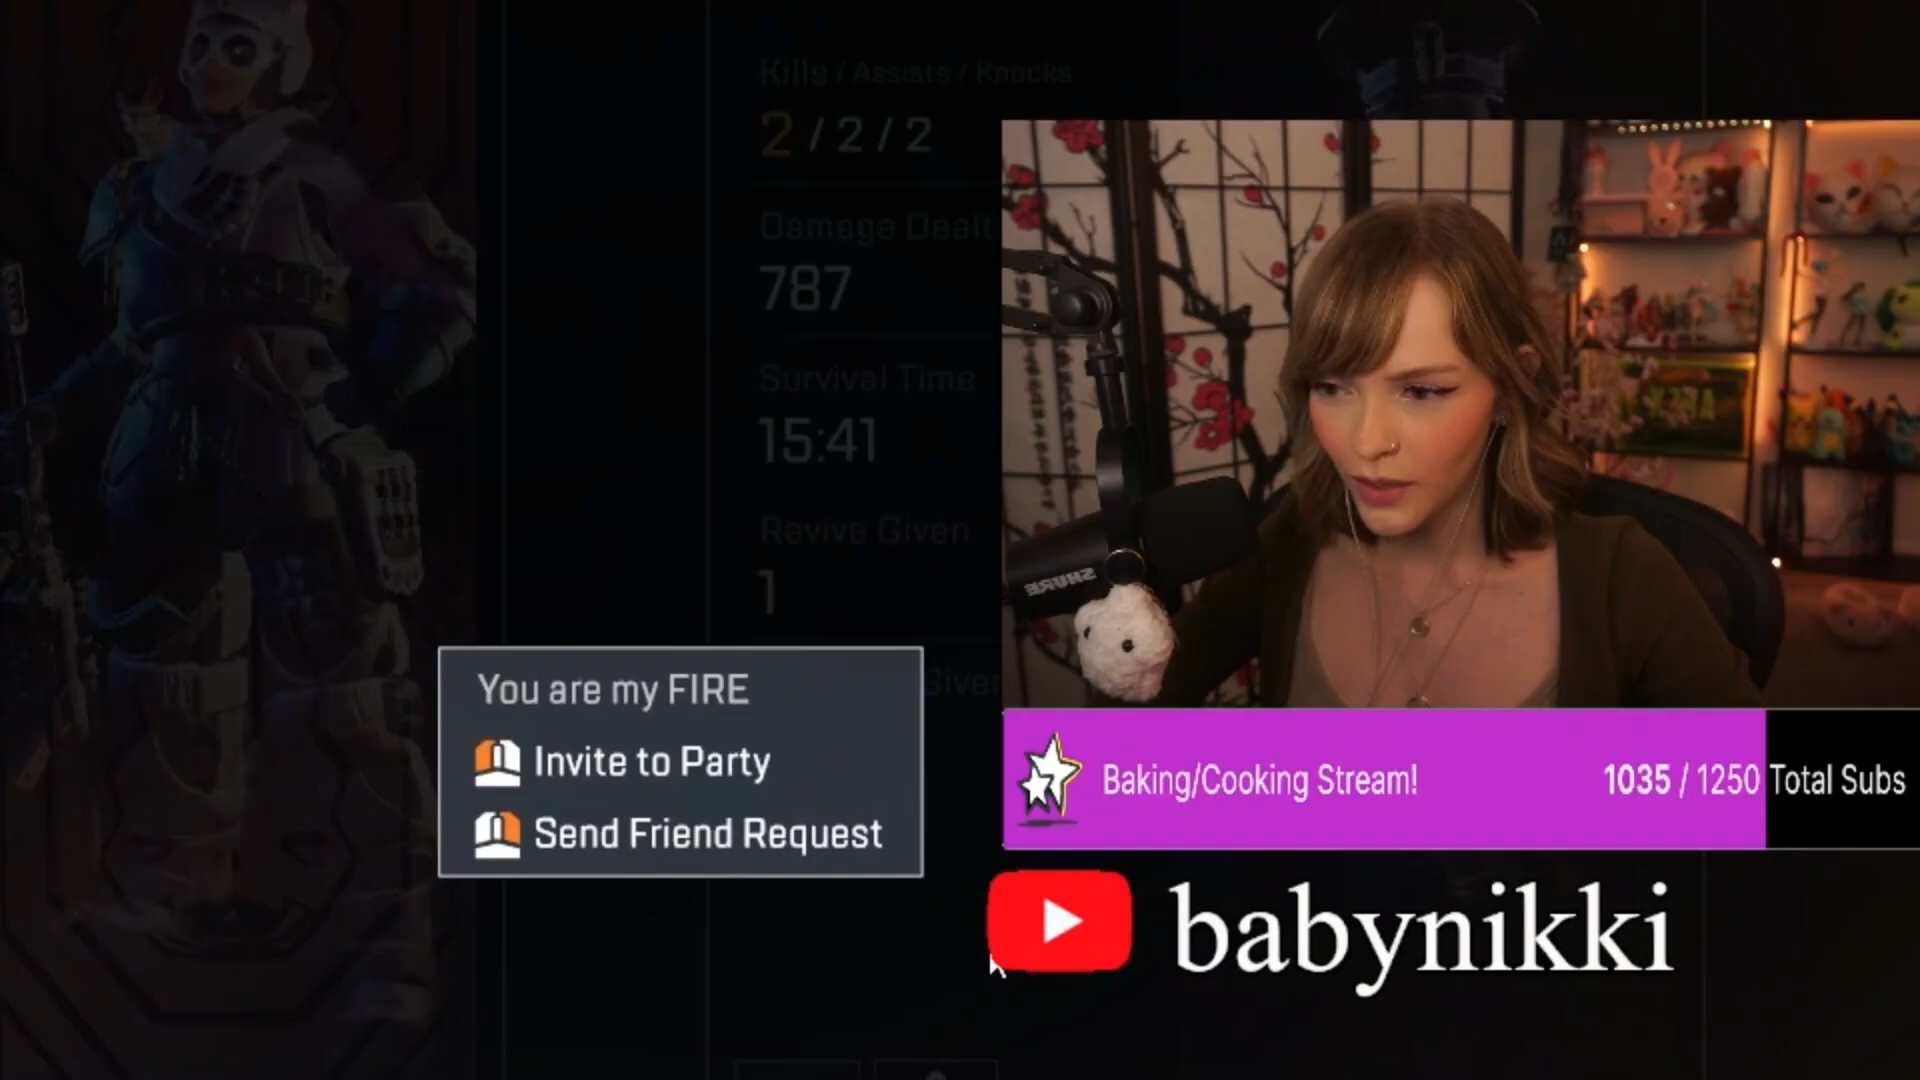 Kills / Assists / Knocks
2 / 2 / 2
Damage Dealt
787
Survival Time
15:41
Revive Given
1
You are my FIRE
Invite to Party
Send Friend Request
SHURE
Baking/Cooking Stream!
1035 / 1250 Total Subs
babynikki